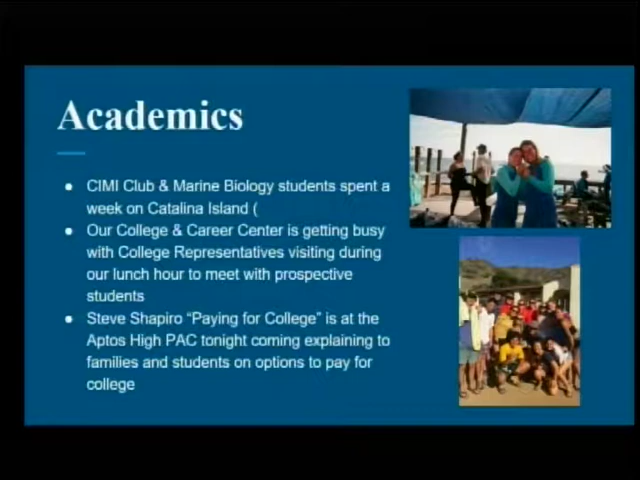 Academics
● CIMI Club & Marine Biology students spent a
week on Catalina Island (
● Our College & Career Center is getting busy
with College Representatives visiting during
our lunch hour to meet with prospective
students
● Steve Shapiro “Paying for College” is at the
Aptos High PAC tonight coming explaining to
families and students on options to pay for
college